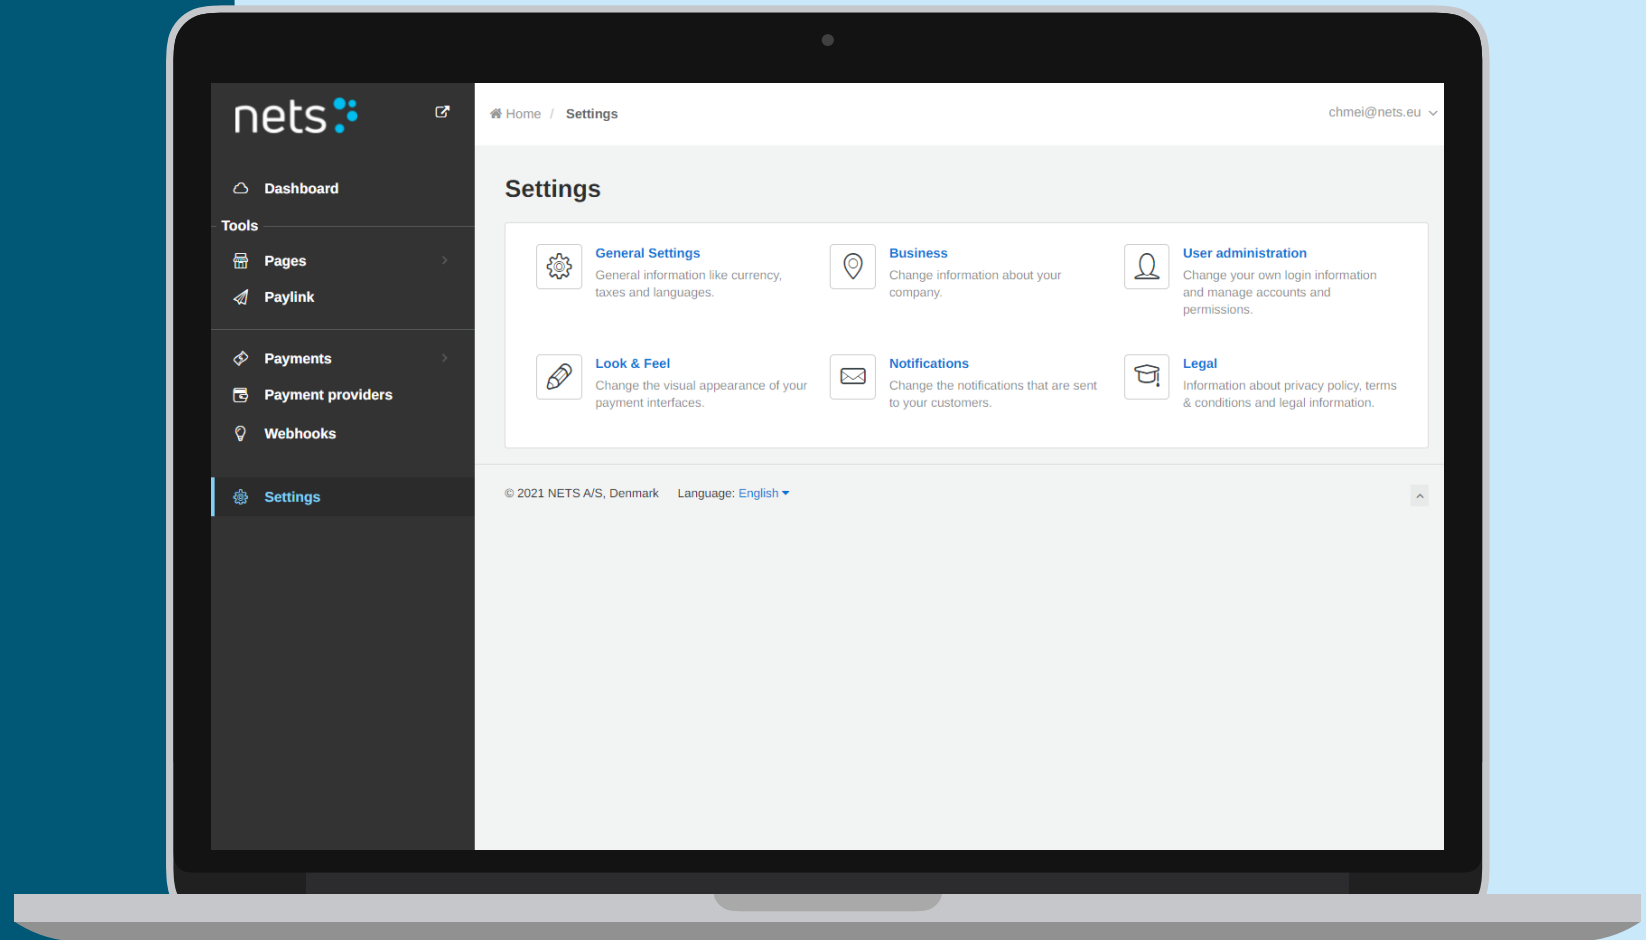 nets
Dashboard
Tools
Pages
Paylink
Payments
Payment providers
Webhooks
Settings
Home / Settings
chmei@nets.eu
Settings
General Settings
General information like currency,
taxes and languages.
Business
Change information about your
company.
User administration
Change your own login information
and manage accounts and
permissions.
Look & Feel
Change the visual appearance of your
payment interfaces.
Notifications
Change the notifications that are sent
to your customers.
Legal
Information about privacy policy, terms
& conditions and legal information.
© 2021 NETS A/S, Denmark Language: English